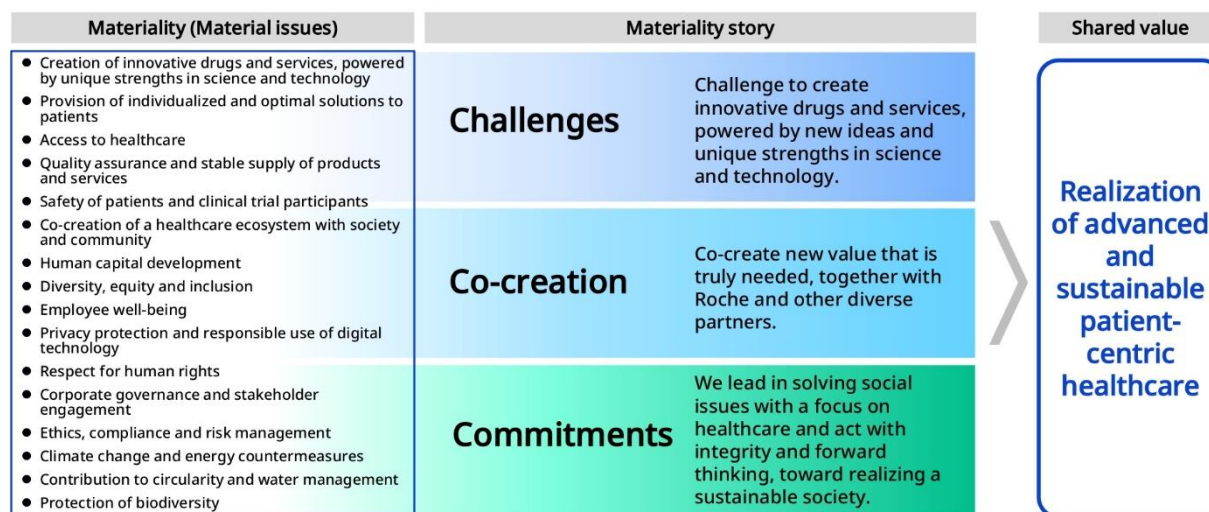 Materiality (Material issues)
Materiality story
Shared value
● Creation of innovative drugs and services, powered
by unique strengths in science and technology
● Provision of individualized and optimal solutions to
patients
● Access to healthcare
● Quality assurance and stable supply of products
and services
● Safety of patients and clinical trial participants
● Co-creation of a healthcare ecosystem with society
and community
● Human capital development
● Diversity, equity and inclusion
● Employee well-being
● Privacy protection and responsible use of digital
technology
● Respect for human rights
● Corporate governance and stakeholder
engagement
● Ethics, compliance and risk management
● Climate change and energy countermeasures
● Contribution to circularity and water management
● Protection of biodiversity
Challenges
Challenge to create
innovative drugs and services,
powered by new ideas and
unique strengths in science
and technology.
Co-creation
Co-create new value that is
truly needed, together with
Roche and other diverse
partners.
Commitments
We lead in solving social
issues with a focus on
healthcare and act with
integrity and forward
thinking, toward realizing a
sustainable society.
Realization
of advanced
and
sustainable
patient-
centric
healthcare